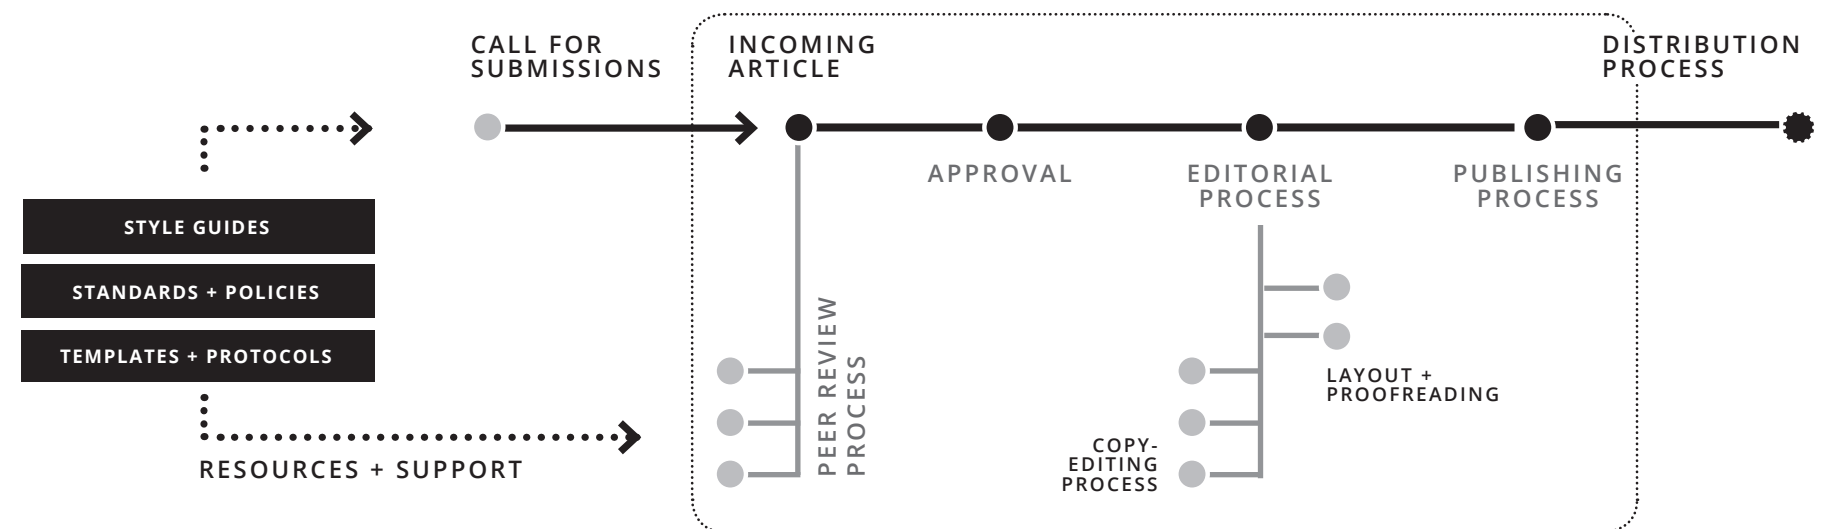 CALL FOR
SUBMISSIONS
INCOMING
ARTICLE
DISTRIBUTION
PROCESS
APPROVAL
EDITORIAL
PROCESS
PUBLISHING
PROCESS
STYLE GUIDES
STANDARDS + POLICIES
TEMPLATES + PROTOCOLS
RESOURCES + SUPPORT
PEER REVIEW
PROCESS
LAYOUT +
PROOFREADING
COPY-
EDITING
PROCESS